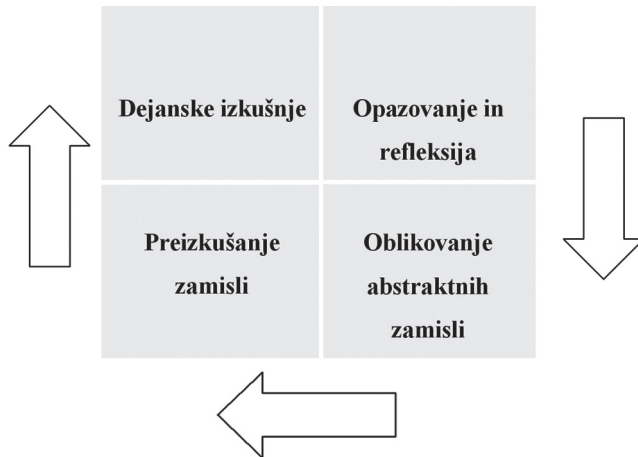 Dejanske izkušnje
Opazovanje in
refleksija
Preizkušanje
zamisli
Oblikovanje
abstraktnih
zamisli